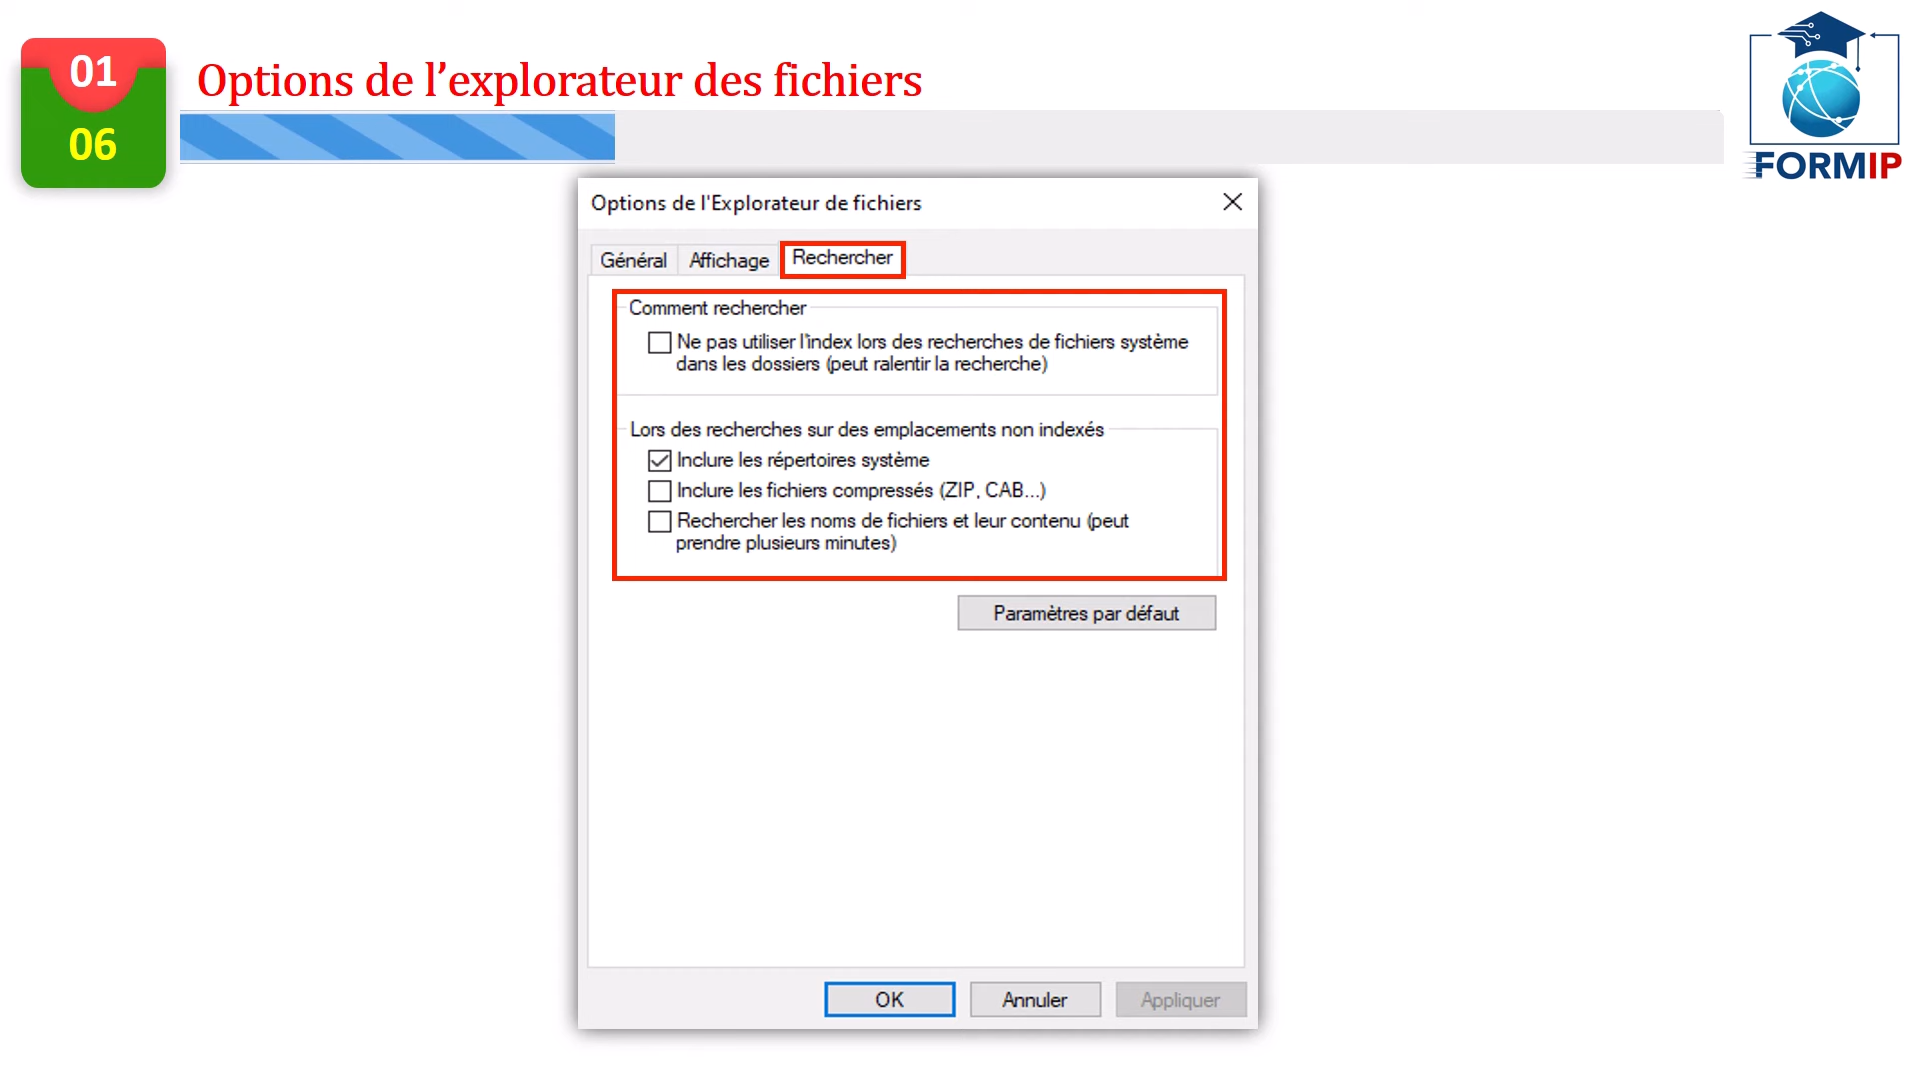 01
06
Options de l’explorateur des fichiers
FORMIP
Options de l'Explorateur de fichiers
Général
Affichage
Rechercher
Comment rechercher
Ne pas utiliser l'index lors des recherches de fichiers système
dans les dossiers (peut ralentir la recherche)
Lors des recherches sur des emplacements non indexés
Inclure les répertoires système
Inclure les fichiers compressés (ZIP, CAB...)
Rechercher les noms de fichiers et leur contenu (peut
prendre plusieurs minutes)
Paramètres par défaut
OK
Annuler
Appliquer